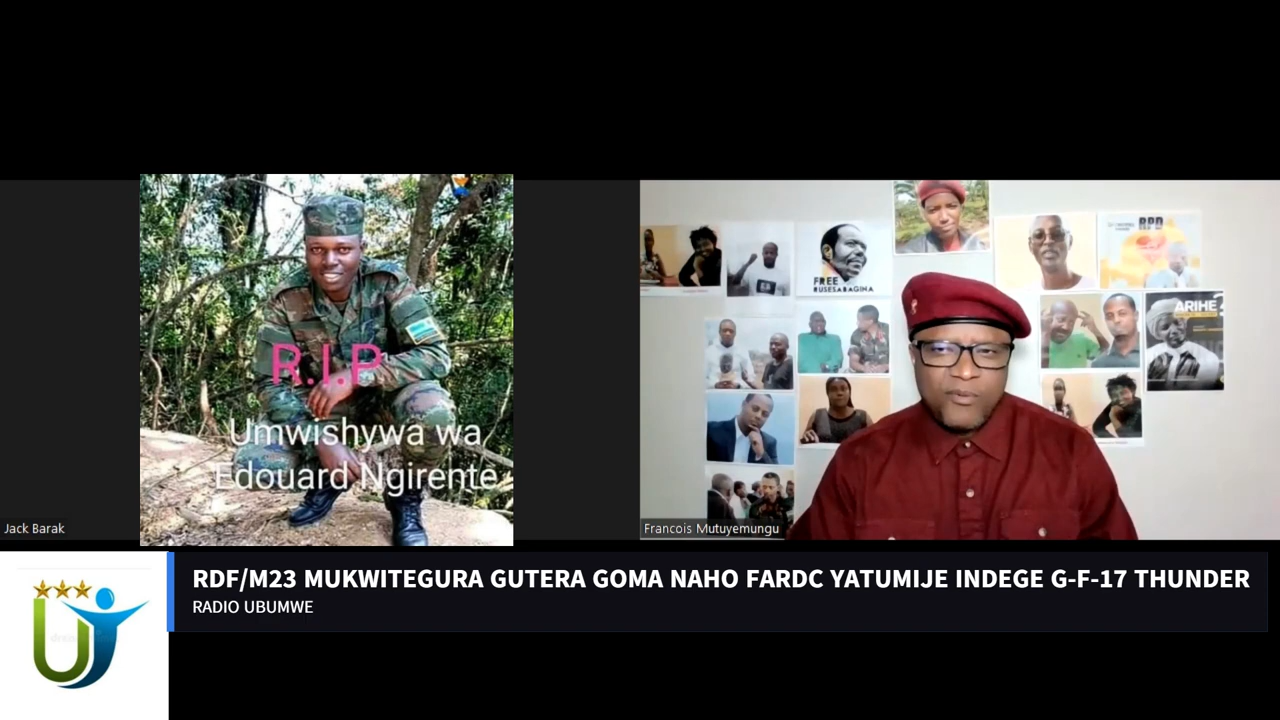 R.I.P
Umwishywa wa
Edouard Ngirente
Jack Barak
FREE
RUSESABAGINA
RPD
ARIHE
Francois Mutuyemungu
RDF/M23 MUKWITEGURA GUTERA GOMA NAHO FARDC YATUMIJE INDEGE G-F-17 THUNDER
RADIO UBUMWE